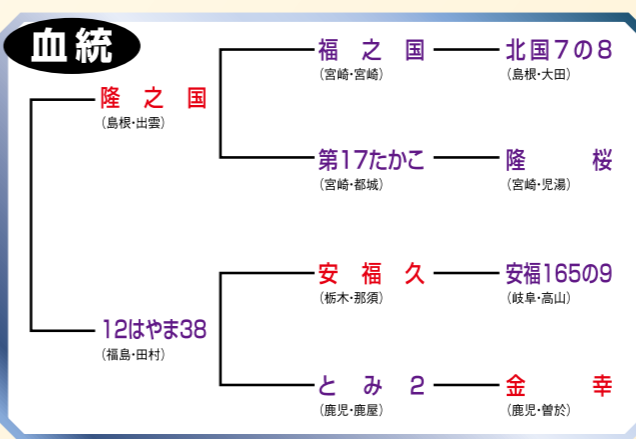 血統
福之国
(宮崎・宮崎)
北国7の8
(島根・大田)
隆之国
(島根・出雲)
第17たかこ
(宮崎・都城)
隆桜
(宮崎・児湯)
安福久
(栃木・那須)
安福165の9
(岐阜・高山)
12はやま38
(福島・田村)
とみ2
(鹿児・鹿屋)
金幸
(鹿児・曽於)